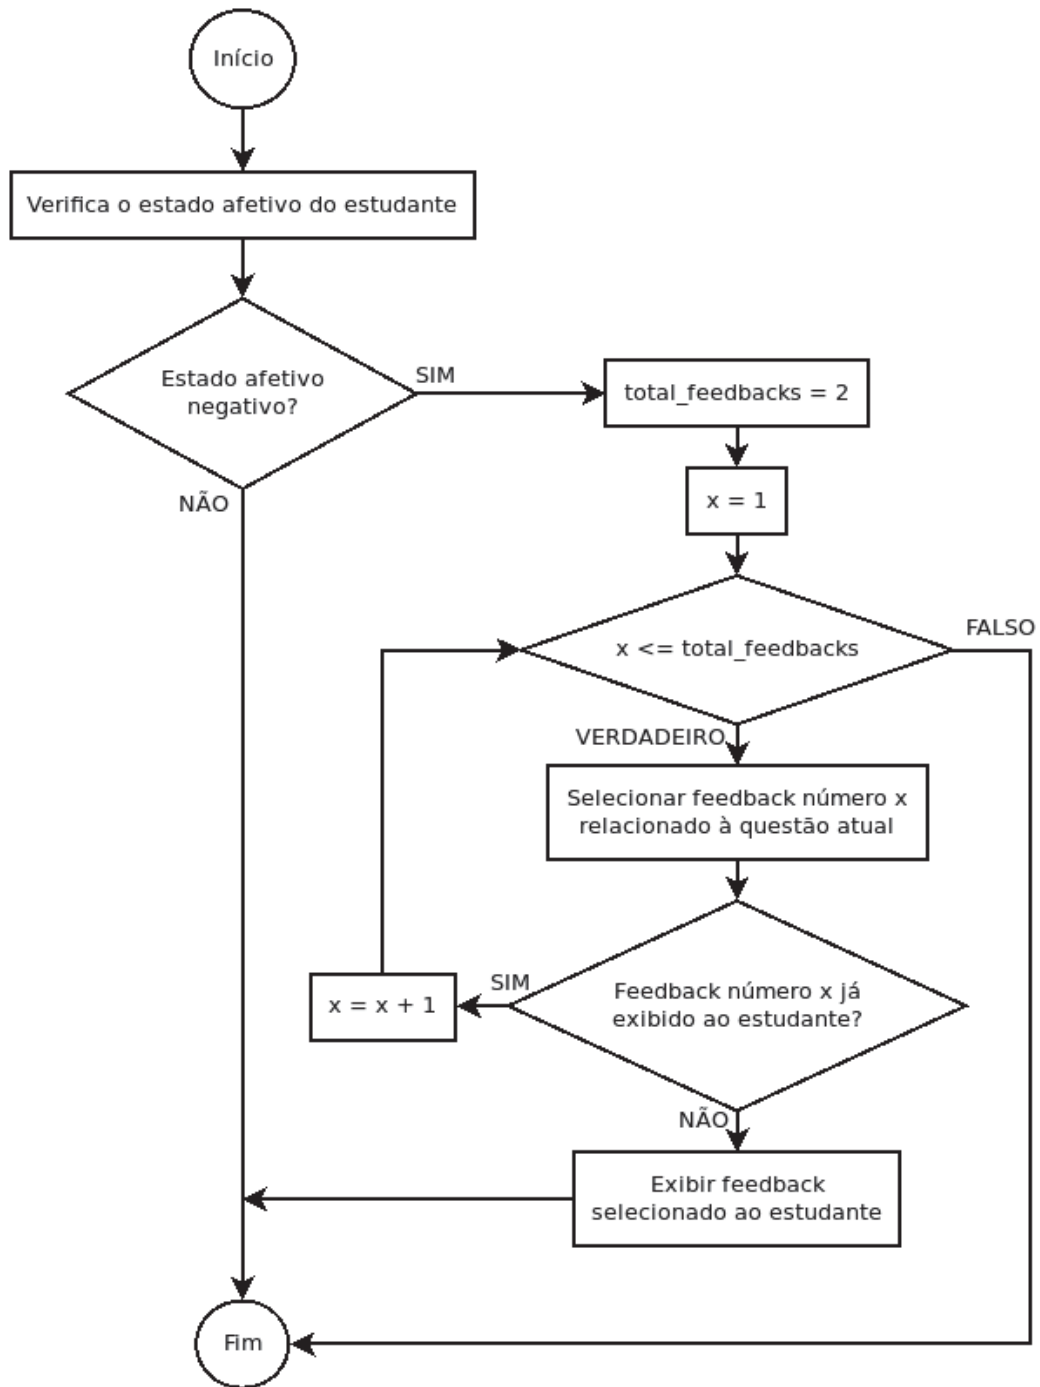 Início
Verifica o estado afetivo do estudante
Estado afetivo
negativo?
SIM
total_feedbacks = 2
NÃO
x = 1
x <= total_feedbacks
FALSO
VERDADEIRO
Selecionar feedback número x
relacionado à questão atual
Feedback número x já
exibido ao estudante?
SIM
x = x + 1
NÃO
Exibir feedback
selecionado ao estudante
Fim